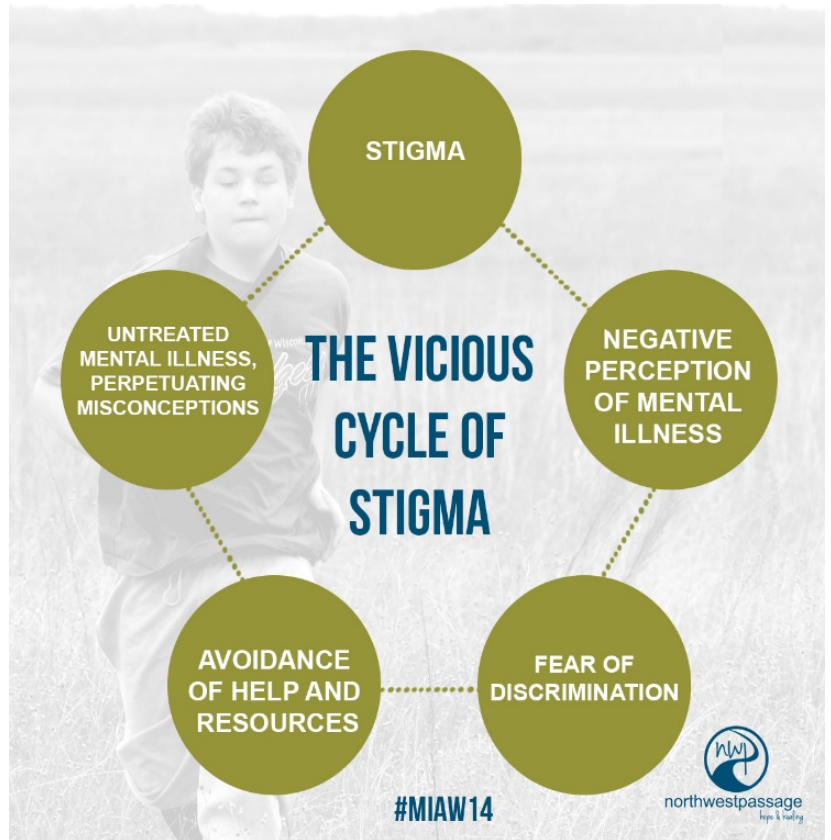 STIGMA
NEGATIVE
PERCEPTION
OF MENTAL
ILLNESS
FEAR OF
DISCRIMINATION
AVOIDANCE
OF HELP AND
RESOURCES
UNTREATED
MENTAL ILLNESS,
PERPETUATING
MISCONCEPTIONS
THE VICIOUS
CYCLE OF
STIGMA
#MIAW14
nwp
northwestpassage
hope & healing